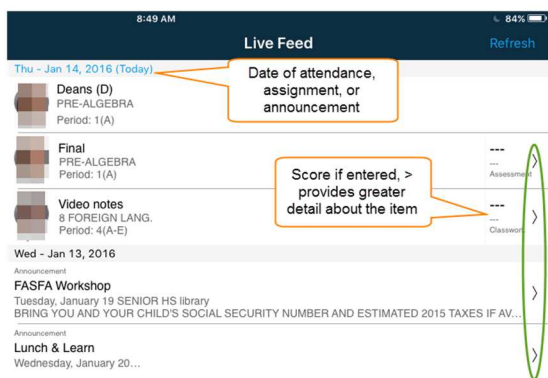 8:49 AM
84%
Live Feed
Refresh
Thu - Jan 14, 2016 (Today)
Date of attendance,
assignment, or
announcement
Deans (D)
PRE-ALGEBRA
Period: 1(A)
Final
PRE-ALGEBRA
Period: 1(A)
---
---
Assessment
Score if entered, >
provides greater
detail about the item
Video notes
8 FOREIGN LANG.
Period: 4(A-E)
---
---
Classwor
Wed - Jan 13, 2016
Announcement
FASFA Workshop
Tuesday, January 19 SENIOR HS library
BRING YOU AND YOUR CHILD'S SOCIAL SECURITY NUMBER AND ESTIMATED 2015 TAXES IF AV...
Announcement
Lunch & Learn
Wednesday, January 20...